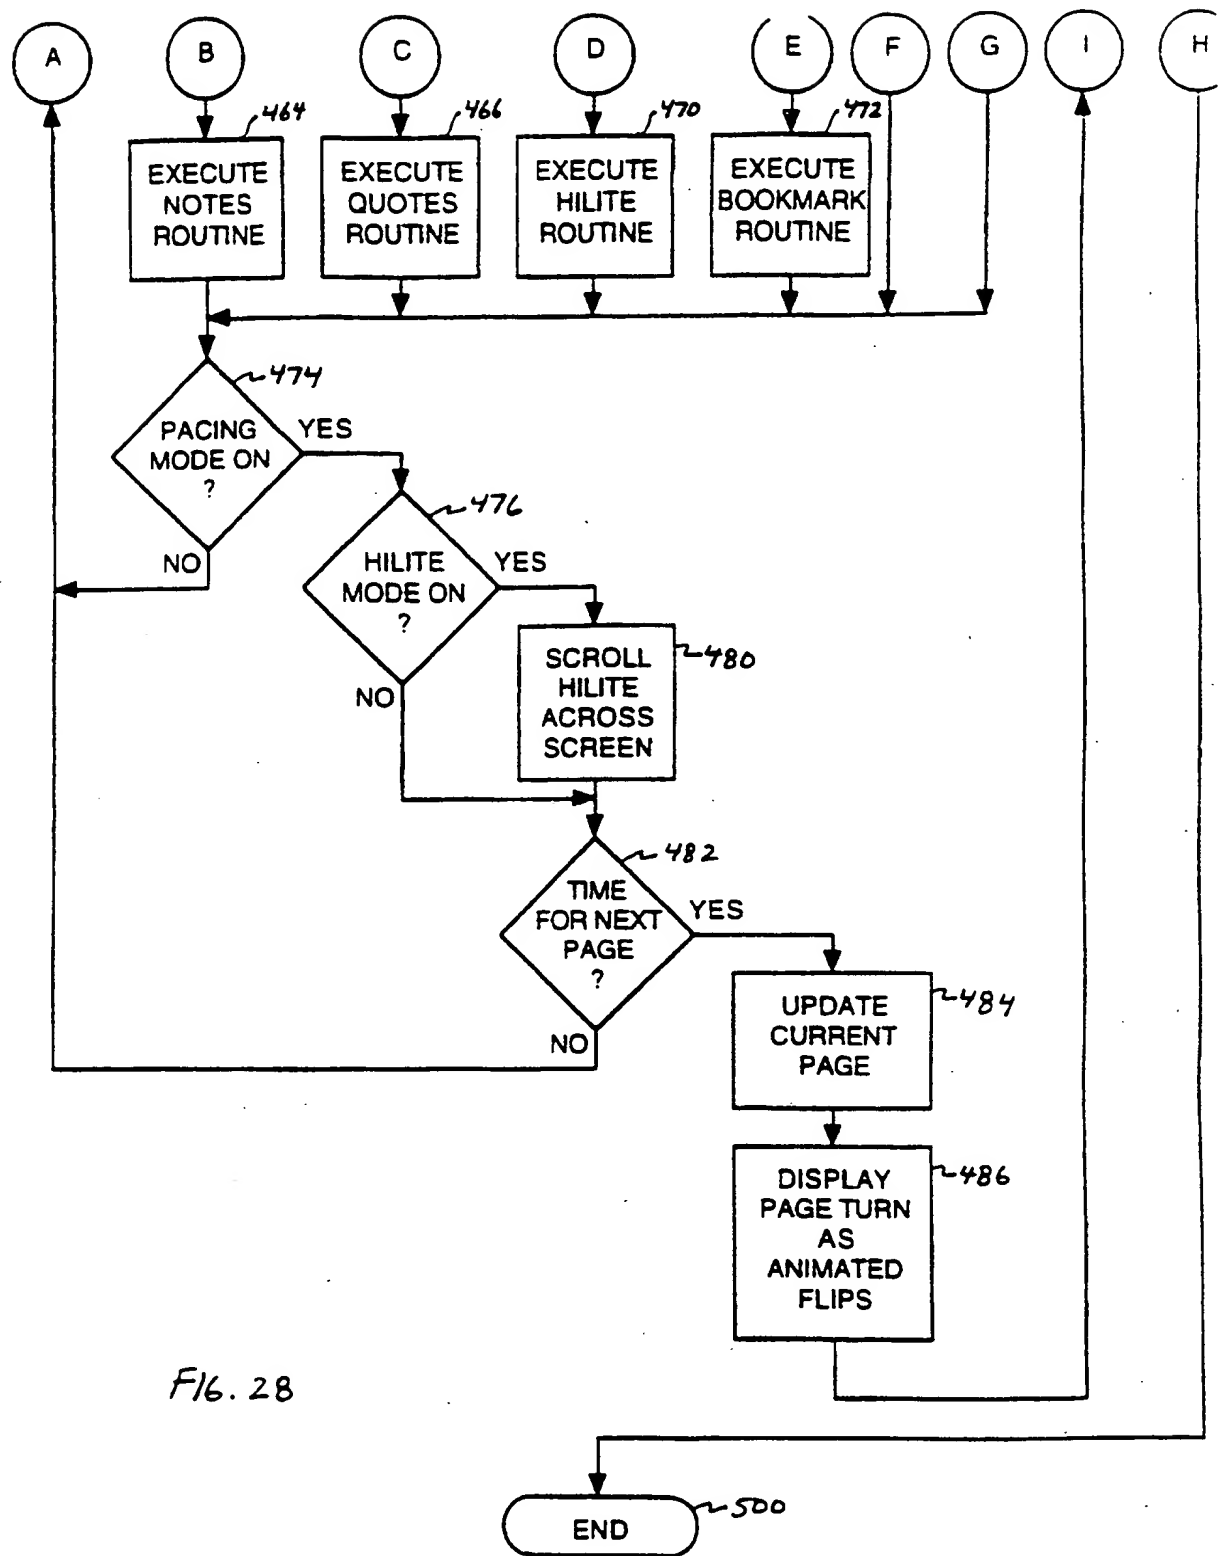 A B C D E F G I H
464 466 470 472
EXECUTE
NOTES
ROUTINE
EXECUTE
QUOTES
ROUTINE
EXECUTE
HILITE
ROUTINE
EXECUTE
BOOKMARK
ROUTINE
474
PACING
MODE ON
?
YES
NO
476
HILITE
MODE ON
?
YES
NO
480
SCROLL
HILITE
ACROSS
SCREEN
482
TIME
FOR NEXT
PAGE
?
YES
NO
484
UPDATE
CURRENT
PAGE
486
DISPLAY
PAGE TURN
AS
ANIMATED
FLIPS
FIG. 28
500
END